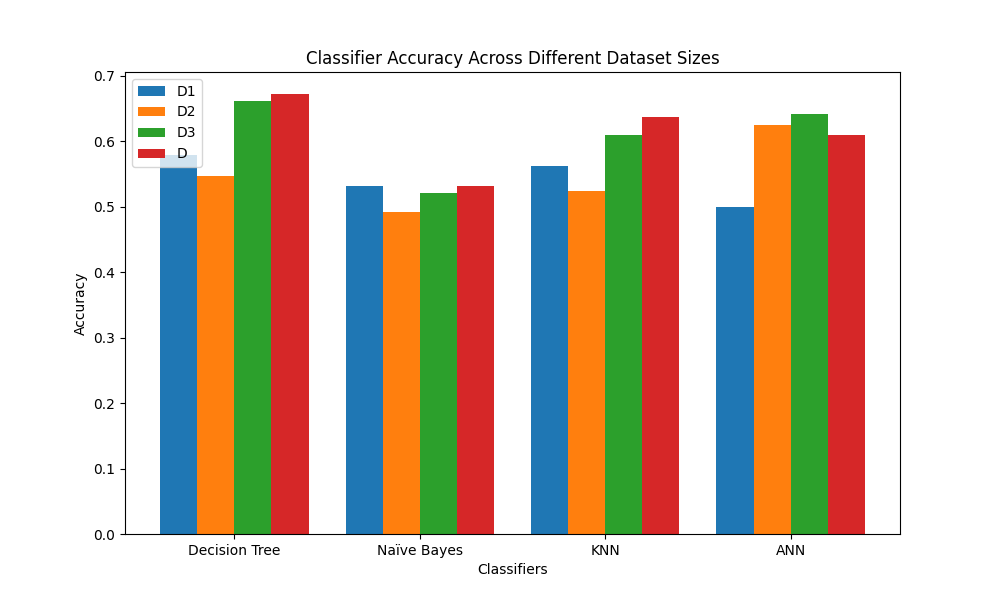 Classifier Accuracy Across Different Dataset Sizes
D1
D2
D3
D
0.7
0.6
0.5
0.4
0.3
0.2
0.1
0.0
Accuracy
Decision Tree
Naïve Bayes
KNN
ANN
Classifiers